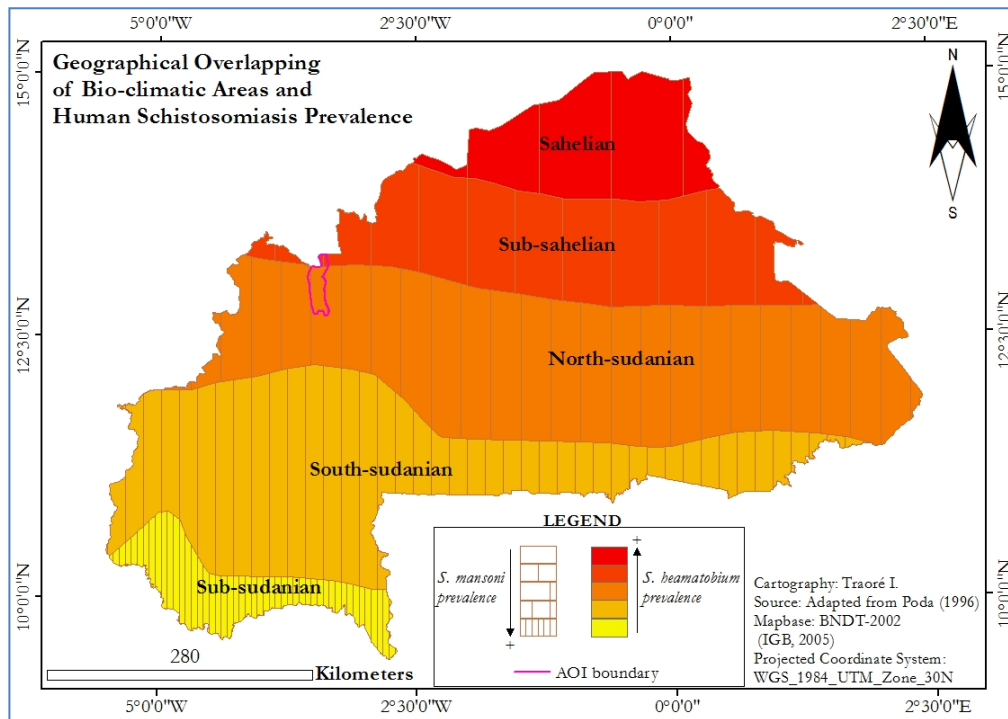 5°0'0"W 2°30'0"W 0°0'0" 2°30'0"E
Geographical Overlapping
of Bio-climatic Areas and
Human Schistosomiasis Prevalence
N
S
15°0'0"N
15°0'0"N
Sahelian
Sub-sahelian
12°30'0"N
12°30'0"N
North-sudanian
South-sudanian
Sub-sudanian
10°0'0"N
10°0'0"N
LEGEND
+
S. mansoni
prevalence
S. heamatobium
prevalence
+
AOI boundary
Cartography: Traoré I.
Source: Adapted from Poda (1996)
Mapbase: BNDT-2002
(IGB, 2005)
Projected Coordinate System:
WGS_1984_UTM_Zone_30N
280
Kilometers
5°0'0"W 2°30'0"W 0°0'0" 2°30'0"E